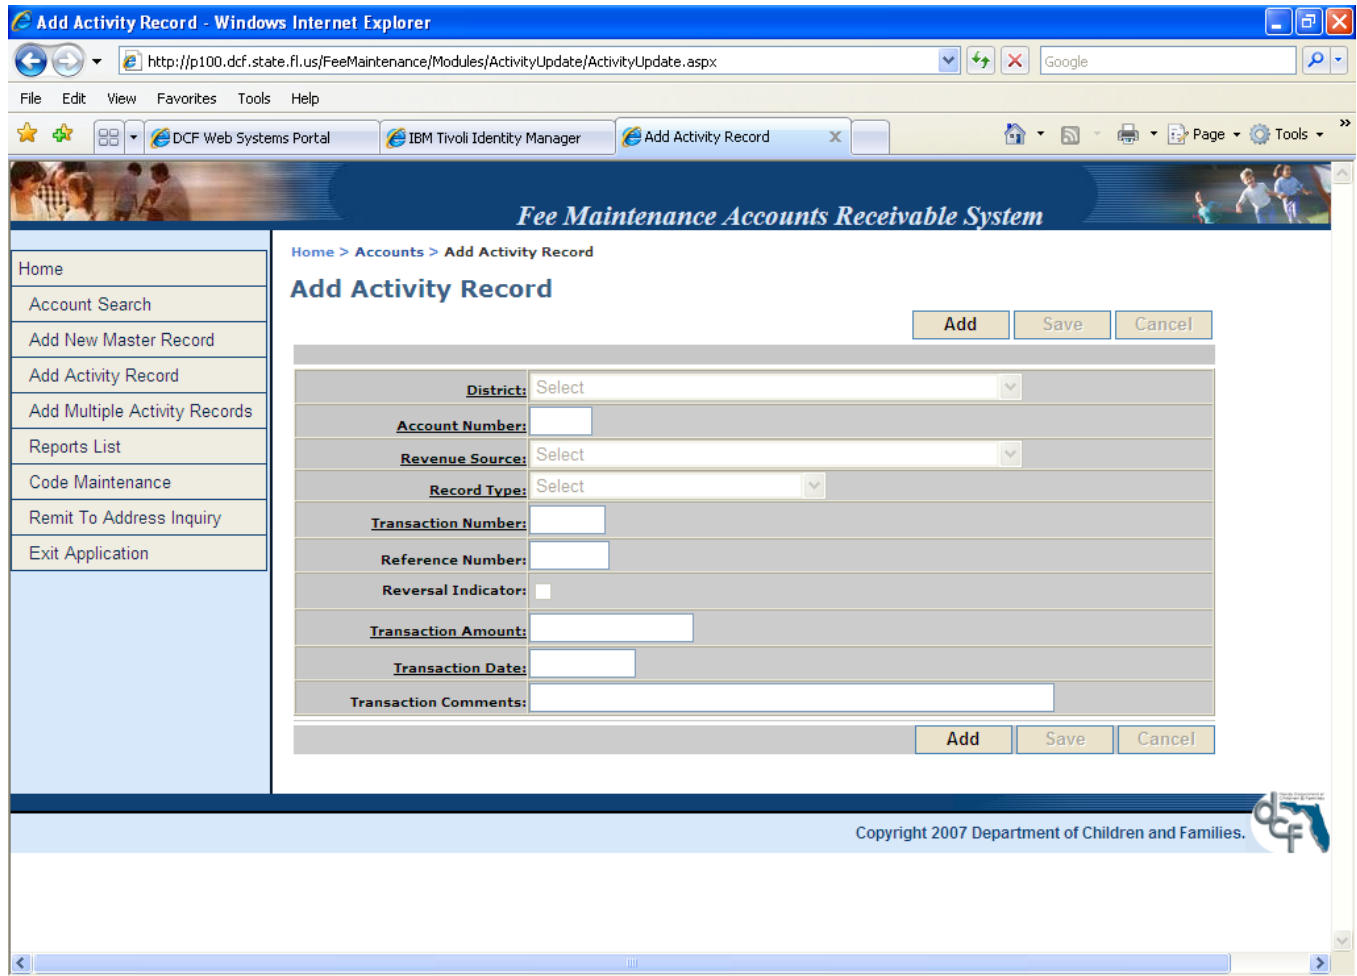 Add Activity Record - Windows Internet Explorer
http://p100.dcf.state.fl.us/FeeMaintenance/Modules/ActivityUpdate/ActivityUpdate.aspx
Google
File Edit View Favorites Tools Help
DCF Web Systems Portal
IBM Tivoli Identity Manager
Add Activity Record
Page
Tools
Fee Maintenance Accounts Receivable System
Home > Accounts > Add Activity Record
Home
Account Search
Add New Master Record
Add Activity Record
Add Multiple Activity Records
Reports List
Code Maintenance
Remit To Address Inquiry
Exit Application
Add Activity Record
Add Save Cancel
District: Select
Account Number:
Revenue Source: Select
Record Type: Select
Transaction Number:
Reference Number:
Reversal Indicator:
Transaction Amount:
Transaction Date:
Transaction Comments:
Add Save Cancel
Copyright 2007 Department of Children and Families.
dcf